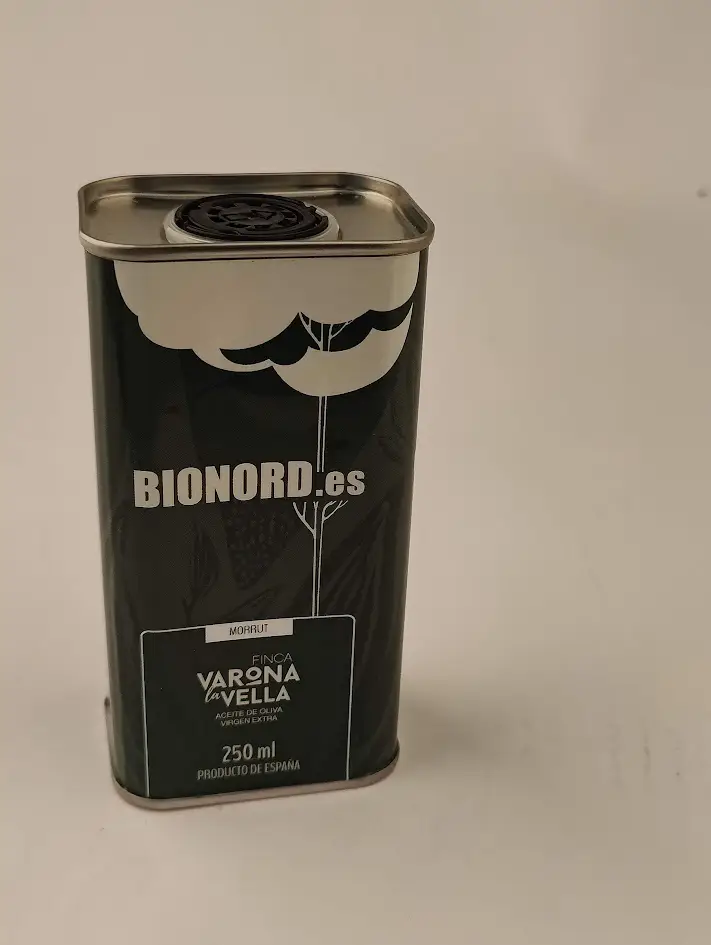 BIONORD.es
MORRUT
FINCA
VARONA
la VELLA
ACEITE DE OLIVA
VIRGEN EXTRA
250 ml
PRODUCTO DE ESPAÑA